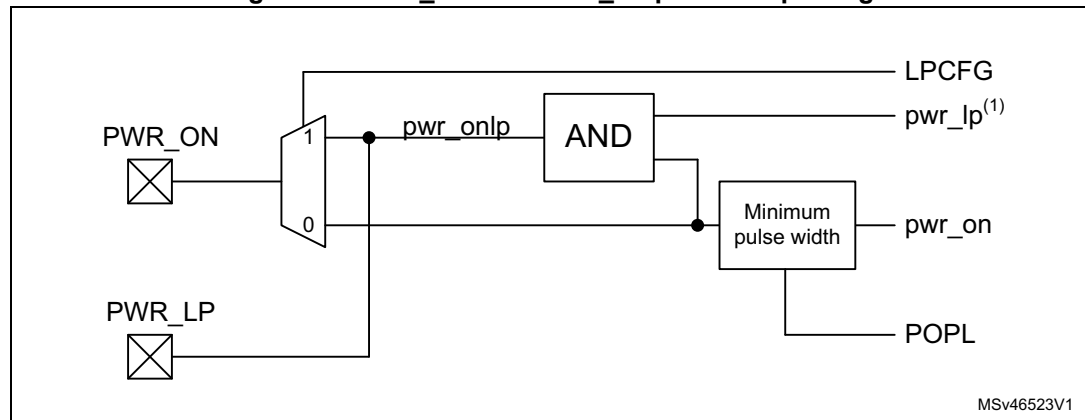 LPCFG
pwr_lp(1)
PWR_ON
1
pwr_onlp
AND
0
Minimum
pulse width
pwr_on
PWR_LP
POPL
MSv46523V1